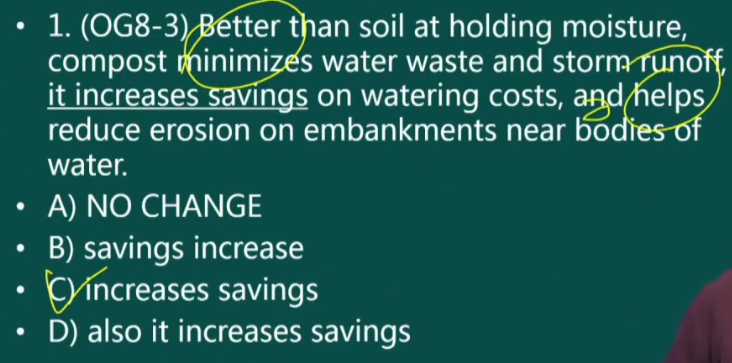 • 1. (OG8-3) Better than soil at holding moisture,
compost minimizes water waste and storm runoff,
it increases savings on watering costs, and helps
reduce erosion on embankments near bodies of
water.
• A) NO CHANGE
• B) savings increase
• C) increases savings
• D) also it increases savings